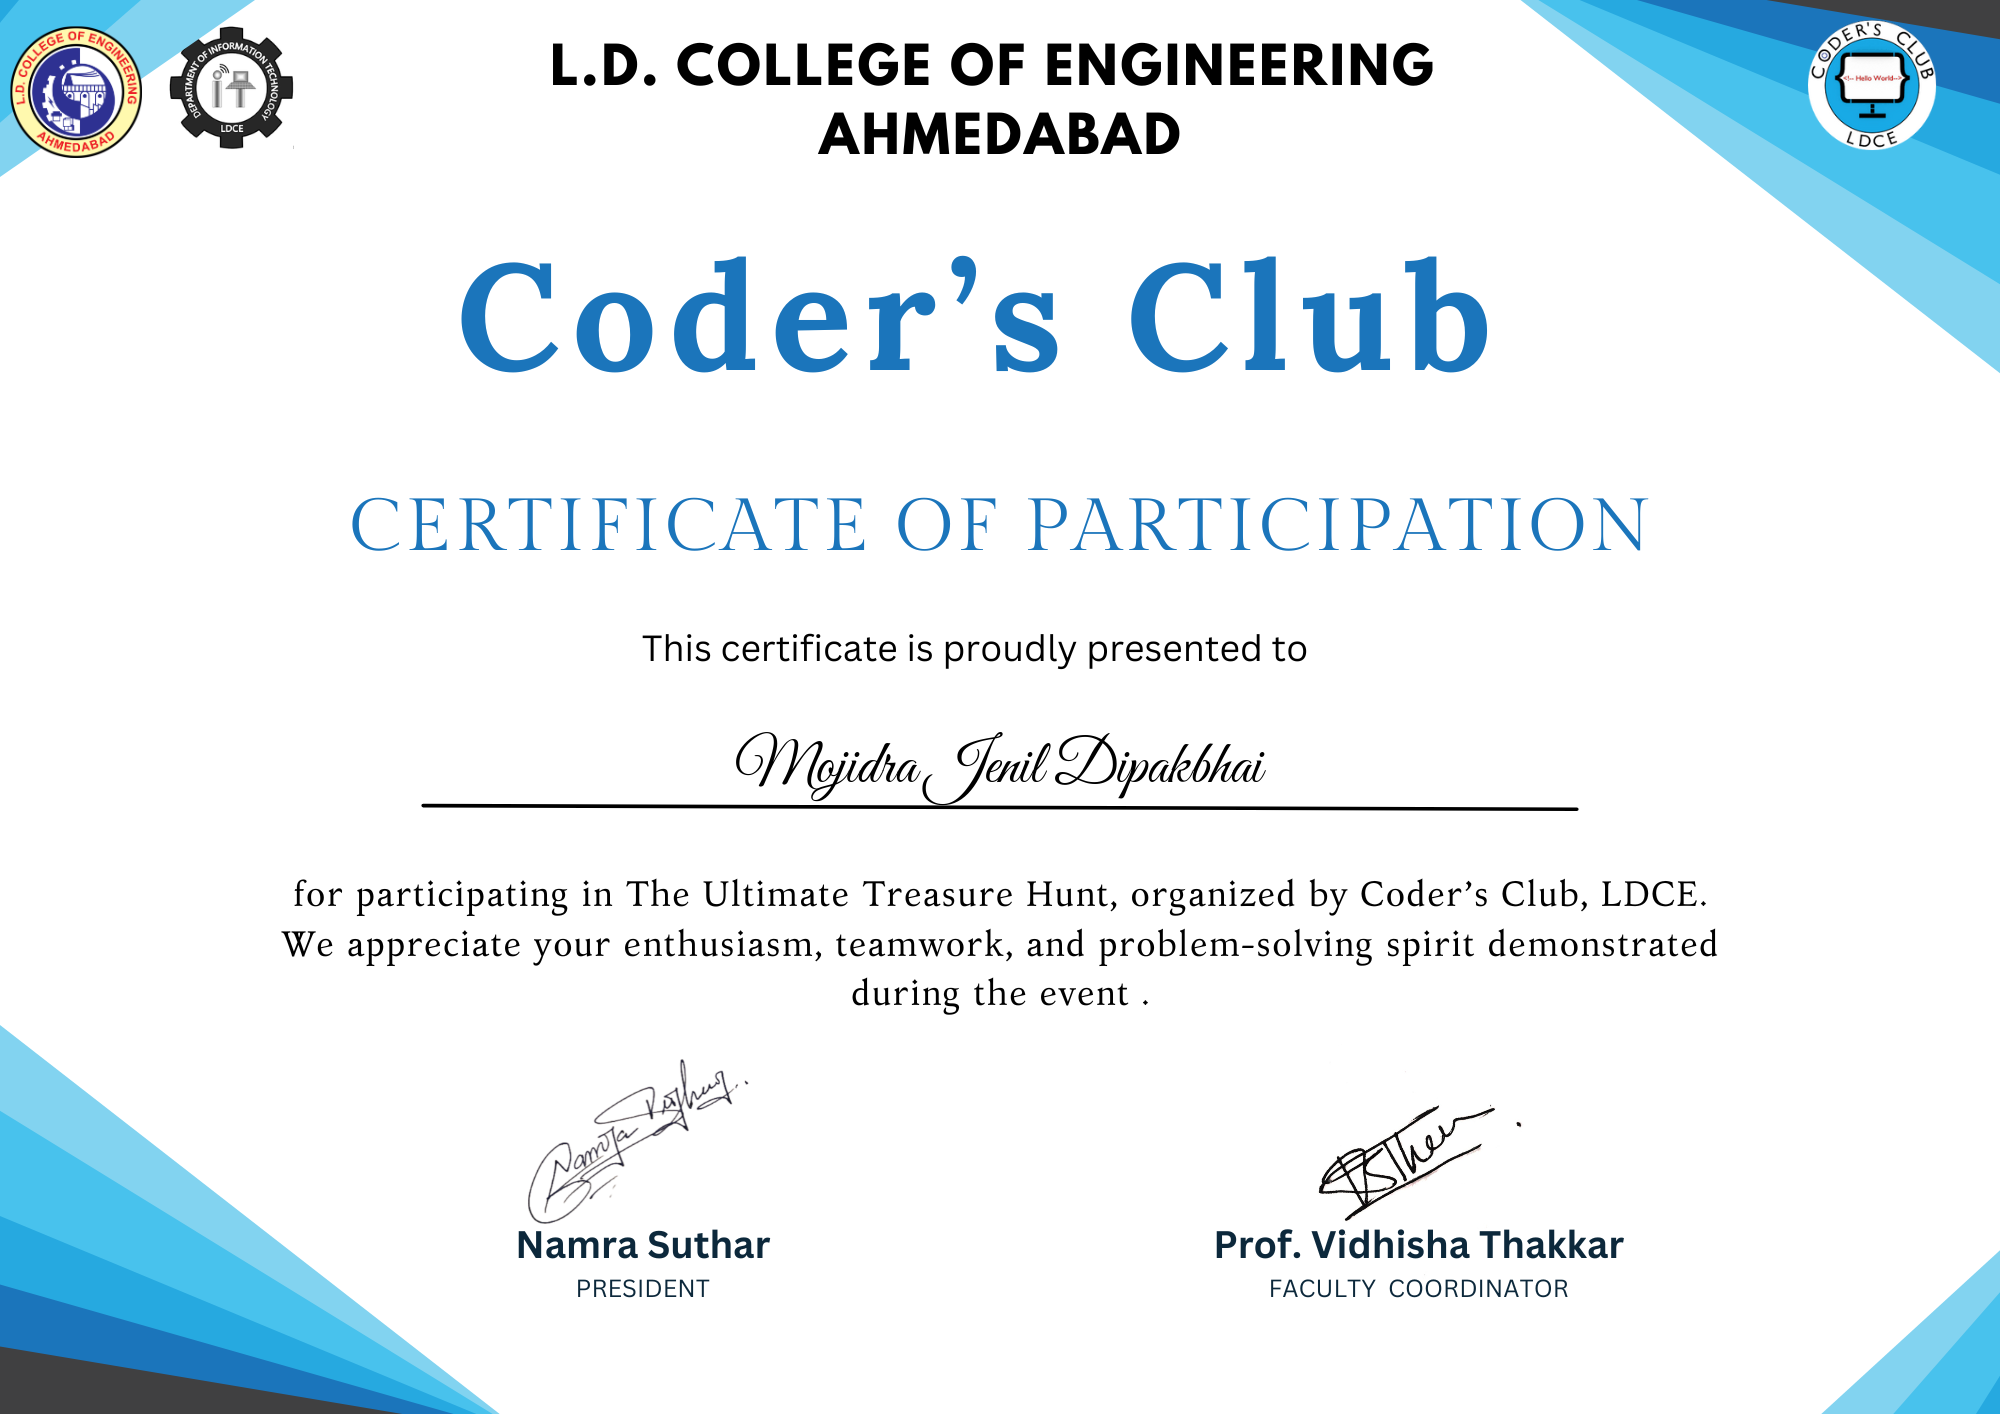 L.D. COLLEGE OF ENGINEERING
AHMEDABAD
L.D. COLLEGE OF ENGINEERING
AHMEDABAD
DEPARTMENT OF INFORMATION TECHNOLOGY
LDCE
CODER'S CLUB
<!-- Hello World-->
LDCE
Coder’s Club
CERTIFICATE OF PARTICIPATION
This certificate is proudly presented to
Mojidra Jenil Dipakbhai
for participating in The Ultimate Treasure Hunt, organized by Coder’s Club, LDCE.
We appreciate your enthusiasm, teamwork, and problem-solving spirit demonstrated
during the event .
Namra Suthar
PRESIDENT
Prof. Vidhisha Thakkar
FACULTY COORDINATOR